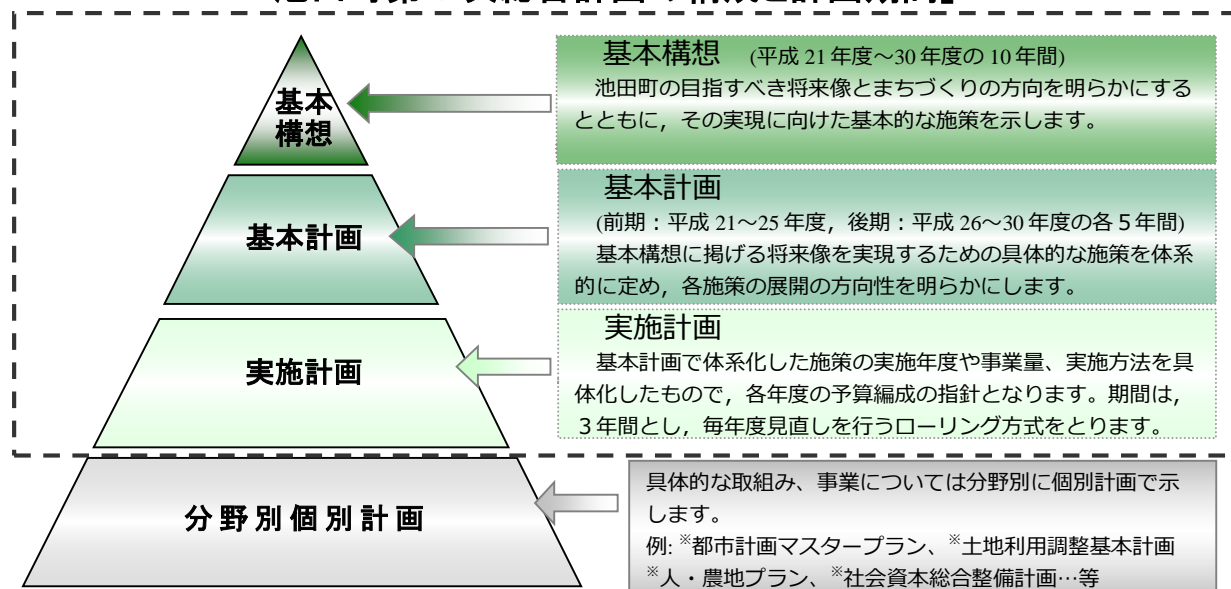 基本構想 (平成 21 年度～30 年度の 10 年間)
池田町の目指すべき将来像とまちづくりの方向を明らかにする
とともに，その実現に向けた基本的な施策を示します。
基本
構想
基本計画
(前期：平成 21～25 年度，後期：平成 26～30 年度の各５年間)
基本構想に掲げる将来像を実現するための具体的な施策を体系
的に定め，各施策の展開の方向性を明らかにします。
基本計画
実施計画
基本計画で体系化した施策の実施年度や事業量、実施方法を具
体化したもので，各年度の予算編成の指針となります。期間は，
３年間とし，毎年度見直しを行うローリング方式をとります。
実施計画
具体的な取組み、事業については分野別に個別計画で示
します。
例: ※都市計画マスタープラン、※土地利用調整基本計画
※人・農地プラン、※社会資本総合整備計画…等
分野別個別計画